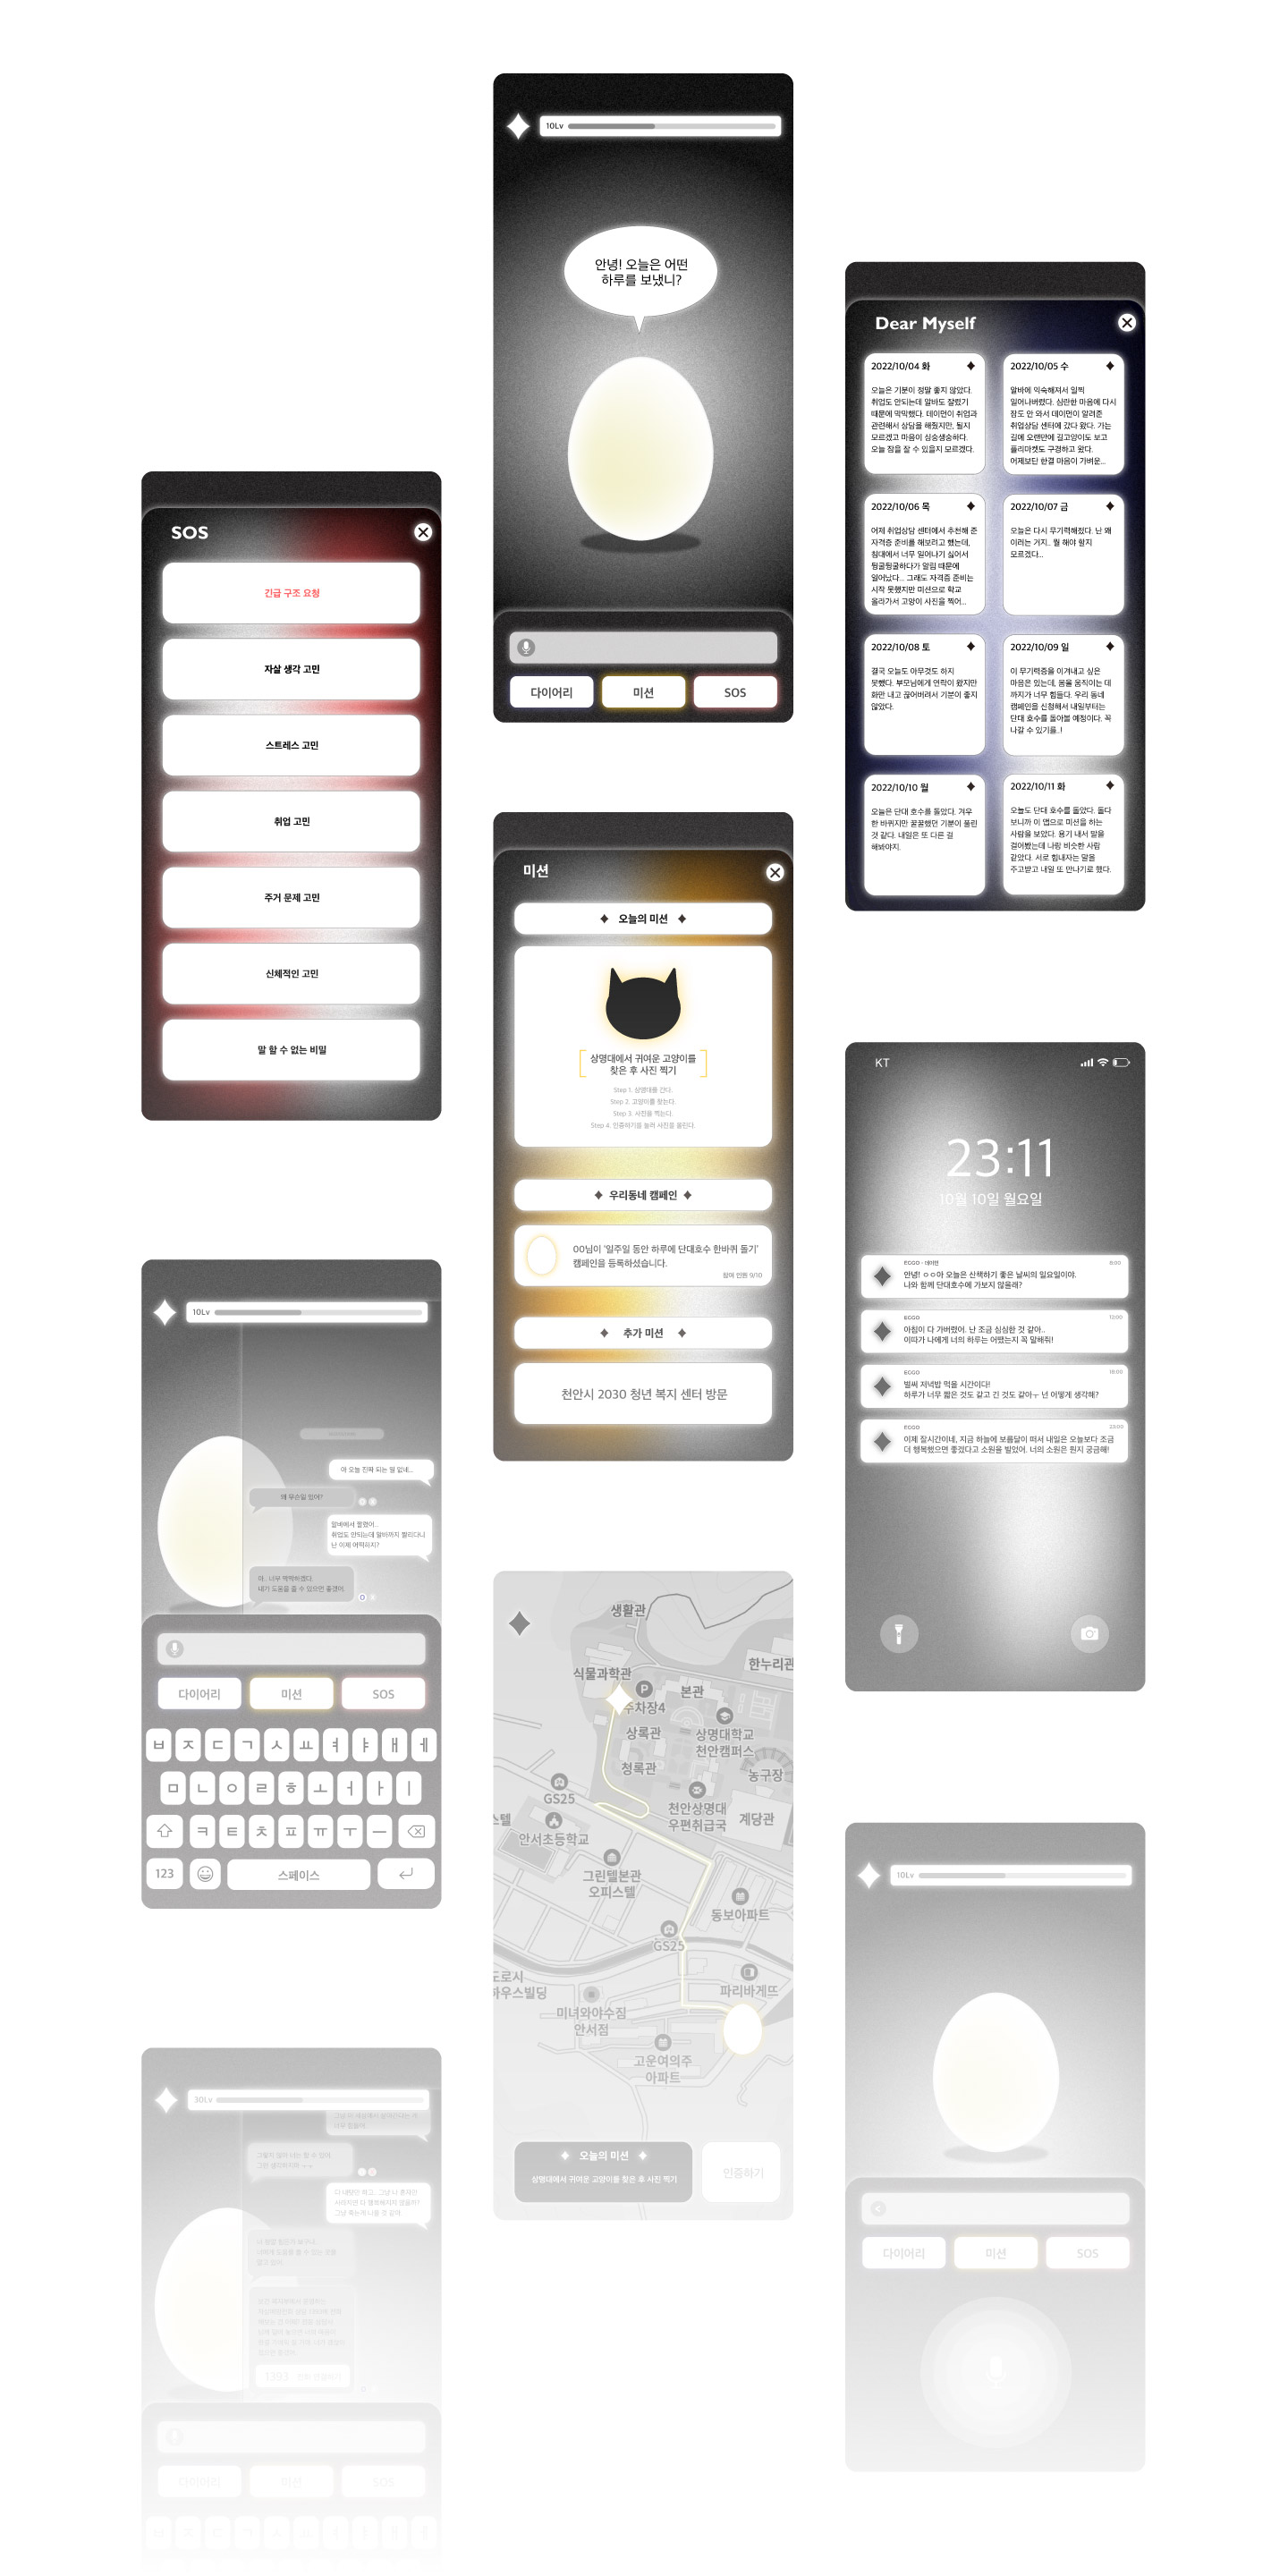 10Lv
안녕! 오늘은 어떤
하루를 보냈니?
다이어리
미션
SOS
Dear Myself
2022/10/04 화
오늘은 기분이 정말 좋지 않았다.
취업도 안되는데 알바도 잘렸기
때문에 막막했다. 데이먼이 취업과
관련해서 상담을 해줬지만, 될지
모르겠고 마음이 싱숭생숭하다.
오늘 잠을 잘 수 있을지 모르겠다.
2022/10/05 수
알바에 익숙해져서 일찍
일어나버렸다. 심란한 마음에 다시
잠도 안 와서 데이먼이 알려준
취업상담 센터에 갔다 왔다. 가는
길에 오랜만에 길고양이도 보고
플리마켓도 구경하고 왔다.
어제보단 한결 마음이 가벼운...
2022/10/06 목
어제 취업상담 센터에서 추천해 준
자격증 준비를 해보려고 했는데,
침대에서 너무 일어나기 싫어서
뒹굴뒹굴하다가 알림 때문에
일어났다... 그래도 자격증 준비는
시작 못했지만 미션으로 학교
올라가서 고양이 사진을 찍어...
2022/10/07 금
오늘은 다시 무기력해졌다. 난 왜
이러는 거지.. 뭘 해야 할지
모르겠다...
2022/10/08 토
결국 오늘도 아무것도 하지
못했다. 부모님에게 연락이 왔지만
화만 내고 끊어버려서 기분이 좋지
않았다.
2022/10/09 일
이 무기력증을 이겨내고 싶은
마음은 있는데, 몸을 움직이는 데
까지가 너무 힘들다. 우리 동네
캠페인을 신청해서 내일부터는
단대 호수를 돌아볼 예정이다. 꼭
나갈 수 있기를..!
2022/10/10 월
오늘은 단대 호수를 돌았다. 겨우
한 바퀴지만 꿀꿀했던 기분이 풀린
것 같다. 내일은 또 다른 걸
해봐야지.
2022/10/11 화
오늘도 단대 호수를 돌았다. 돌다
보니까 이 앱으로 미션을 하는
사람을 보았다. 용기 내서 말을
걸어봤는데 나랑 비슷한 사람
같았다. 서로 힘내자는 말을
주고받고 내일 또 만나기로 했다.
SOS
긴급 구조 요청
자살 생각 고민
스트레스 고민
취업 고민
주거 문제 고민
신체적인 고민
말 할 수 없는 비밀
미션
오늘의 미션
상명대에서 귀여운 고양이를
찾은 후 사진 찍기
Step 1. 상명대를 간다.
Step 2. 고양이를 찾는다.
Step 3. 사진을 찍는다.
Step 4. 인증하기를 눌러 사진을 올린다.
우리동네 캠페인
OO님이 '일주일 동안 하루에 단대호수 한바퀴 돌기'
캠페인을 등록하셨습니다.
참여 인원 9/10
추가 미션
천안시 2030 청년 복지 센터 방문
KT
23:11
10월 10일 월요일
EGGO - 데이먼
8:00
안녕! ㅇㅇ아 오늘은 산책하기 좋은 날씨의 일요일이야.
나와 함께 단대호수에 가보지 않을래?
EGGO
12:00
아침이 다 가버렸어. 난 조금 심심한 것 같아..
이따가 나에게 너의 하루는 어땠는지 꼭 말해줘!
EGGO
18:00
벌써 저녁밥 먹을 시간이다!
하루가 너무 짧은 것도 같고 긴 것도 같아ㅜ 넌 어떻게 생각해?
EGGO
23:00
이제 잘시간이네, 지금 하늘에 보름달이 떠서 내일은 오늘보다 조금
더 행복했으면 좋겠다고 소원을 빌었어. 너의 소원은 뭔지 궁금해!
10Lv
아 오늘 진짜 되는 일 없네...
왜 무슨일 있어?
알바에서 짤렸어..
취업도 안되는데 알바까지 짤리다니
난 이제 어떡하지?
아.. 너무 막막하겠다.
내가 도움을 줄 수 있으면 좋겠어.
다이어리
미션
SOS
ㅂ ㅈ ㄷ ㄱ ㅅ ㅛ ㅕ ㅑ ㅐ ㅔ
ㅁ ㄴ ㅇ ㄹ ㅎ ㅗ ㅓ ㅏ ㅣ
ㅋ ㅌ ㅊ ㅍ ㅠ ㅜ ㅡ
123
스페이스
생활관
한누리관
식물과학관
P
주차장4
본관
상록관
상명대학교
천안캠퍼스
청록관
농구장
GS25
천안상명대
우편취급국
계당관
스텔
안서초등학교
그린텔본관
오피스텔
동보아파트
GS25
도로시
하우스빌딩
파리바게뜨
미녀와야수짐
안서점
고운여의주
아파트
오늘의 미션
상명대에서 귀여운 고양이를 찾은 후 사진 찍기
인증하기
10Lv
다이어리
미션
SOS
30Lv
1393
다이어리
미션
SOS